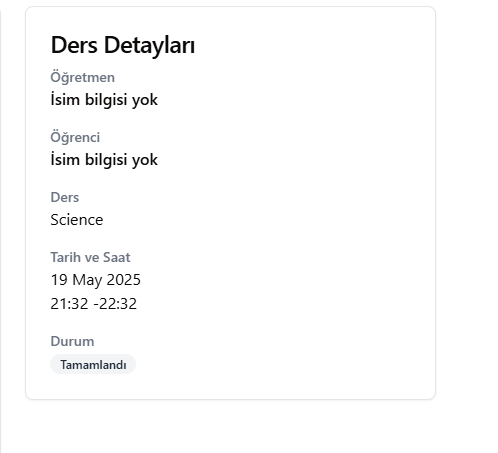 Ders Detayları
Öğretmen
İsim bilgisi yok
Öğrenci
İsim bilgisi yok
Ders
Science
Tarih ve Saat
19 May 2025
21:32 -22:32
Durum
Tamamlandı